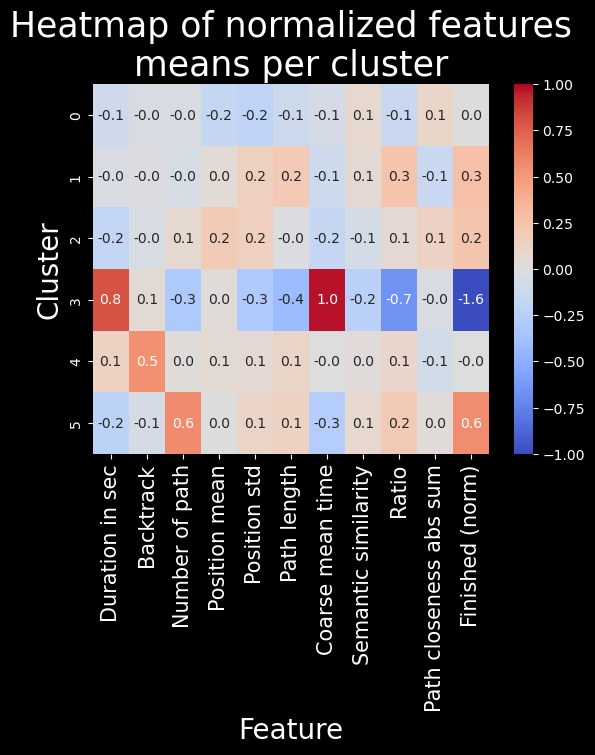 Heatmap of normalized features
means per cluster
Cluster
0 -0.1 -0.0 -0.0 -0.2 -0.2 -0.1 -0.1 0.1 -0.1 0.1 0.0
1 -0.0 -0.0 -0.0 0.0 0.2 0.2 -0.1 0.1 0.3 -0.1 0.3
2 -0.2 -0.0 0.1 0.2 0.2 -0.0 -0.2 -0.1 0.1 0.1 0.2
3 0.8 0.1 -0.3 0.0 -0.3 -0.4 1.0 -0.2 -0.7 -0.0 -1.6
4 0.1 0.5 0.0 0.1 0.1 0.1 -0.0 0.0 0.1 -0.1 -0.0
5 -0.2 -0.1 0.6 0.0 0.1 0.1 -0.3 0.1 0.2 0.0 0.6
Duration in sec
Backtrack
Number of path
Position mean
Position std
Path length
Coarse mean time
Semantic similarity
Ratio
Path closeness abs sum
Finished (norm)
Feature
1.00
0.75
0.50
0.25
0.00
−0.25
−0.50
−0.75
−1.00